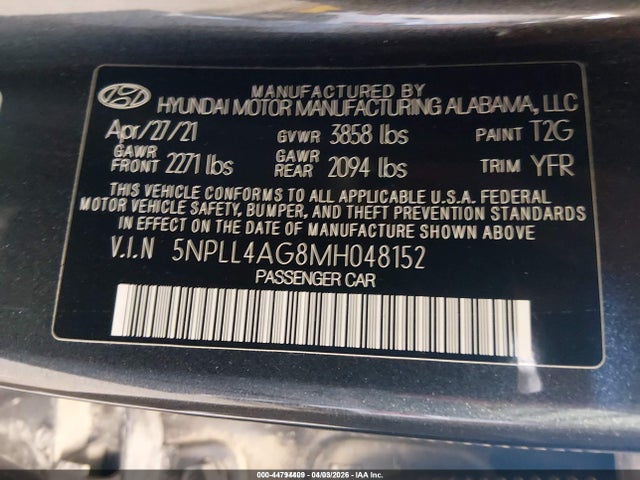 MANUFACTURED BY
HYUNDAI MOTOR MANUFACTURING ALABAMA, LLC
Apr/27/21 GVWR 3858 lbs PAINT T2G
GAWR FRONT 2271 lbs GAWR REAR 2094 lbs TRIM YFR
THIS VEHICLE CONFORMS TO ALL APPLICABLE U.S.A. FEDERAL
MOTOR VEHICLE SAFETY, BUMPER, AND THEFT PREVENTION STANDARDS
IN EFFECT ON THE DATE OF MANUFACTURE SHOWN ABOVE.
V.I.N 5NPLL4AG8MH048152
PASSENGER CAR
000-44794409 | 04/03/2026 | IAA Inc. | Copart